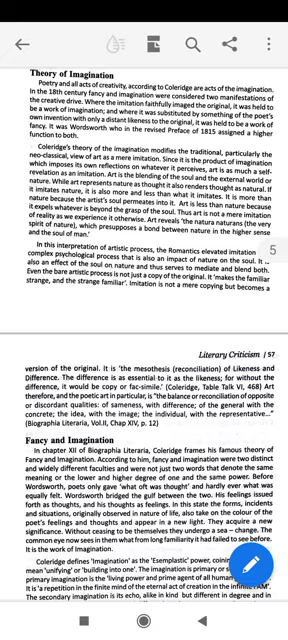 Theory of Imagination
Poetry and all acts of creativity, according to Coleridge are acts of the imagination.
In the 18th century fancy and imagination were considered two manifestations of
the creative drive. Where the imitation faithfully imaged the original, it was held to
be a work of imagination; and where it was substituted by something of the poet's
own invention with only a distant likeness to the original, it was held to be a work of
fancy. It was Wordsworth who in the revised Preface of 1815 assigned a higher
function to both.
Coleridge's theory of the imagination modifies the traditional, particularly the
neo-classical, view of art as a mere imitation. Since it is the product of imagination
which imposes its own reflections on whatever it perceives, art is as much a self-
revelation as an imitation. Art is the blending of the soul and the external world or
nature. While art represents nature as thought it also renders thought as natural. If
it imitates nature, it is also more and less than what it imitates. It is more than
nature because the artist's soul permeates into it. Art is less than nature because
it expels whatever is beyond the grasp of the soul. Thus art is not a mere imitation
of reality as we experience it otherwise. Art reveals 'the natura naturans (the very
spirit of nature), which presupposes a bond between nature in the higher sense
and the soul of man.'
In this interpretation of artistic process, the Romantics elevated imitation
complex psychological process that is also an impact of nature on the soul. It
also an effect of the soul on nature and thus serves to mediate and blend both.
Even the bare artistic process is not just a copy of the original. It 'makes the familiar
strange, and the strange familiar'. Imitation is not a mere copying but becomes a
5
Literary Criticism / 57
version of the original. It is 'the mesothesis (reconciliation) of Likeness and
Difference. The difference is as essential to it as the likeness; for without the
difference, it would be copy or fac-simile.' (Coleridge, Table Talk VI, 468) Art
therefore, and the poetic art in particular, is "the balance or reconciliation of opposite
or discordant qualities: of sameness, with difference; of the general with the
concrete; the idea, with the image; the individual, with the representative..."
(Biographia Literaria, Vol.II, Chap XIV, p. 12)
Fancy and Imagination
In chapter XII of Biographia Literaria, Coleridge frames his famous theory of
Fancy and Imagination. According to him, fancy and imagination were two distinct
and widely different faculties and were not just two words that denote the same
meaning or the lower and higher degree of one and the same power. Before
Wordsworth, poets only gave 'what oft was thought' and hardly ever what was
equally felt. Wordsworth bridged the gulf between the two. His feelings issued
forth as thoughts, and his thoughts as feelings. In this state the forms, incidents
and situations, originally observed in nature of life, also take on the colour of the
poet's feelings and thoughts and appear in a new light. They acquire a new
significance. Without ceasing to be themselves they undergo a sea – change. The
common eye now sees in them what from long familiarity it had failed to see before.
It is the work of Imagination.
Coleridge defines 'Imagination' as the 'Esemplastic' power, coining
mean 'unifying' or 'building into one'. The imagination is primary or
primary imagination is the 'living power and prime agent of all human
It is 'a repetition in the finite mind of the eternal act of creation in the infinite AM'.
The secondary imagination is its echo, alike in kind but different in degree and in